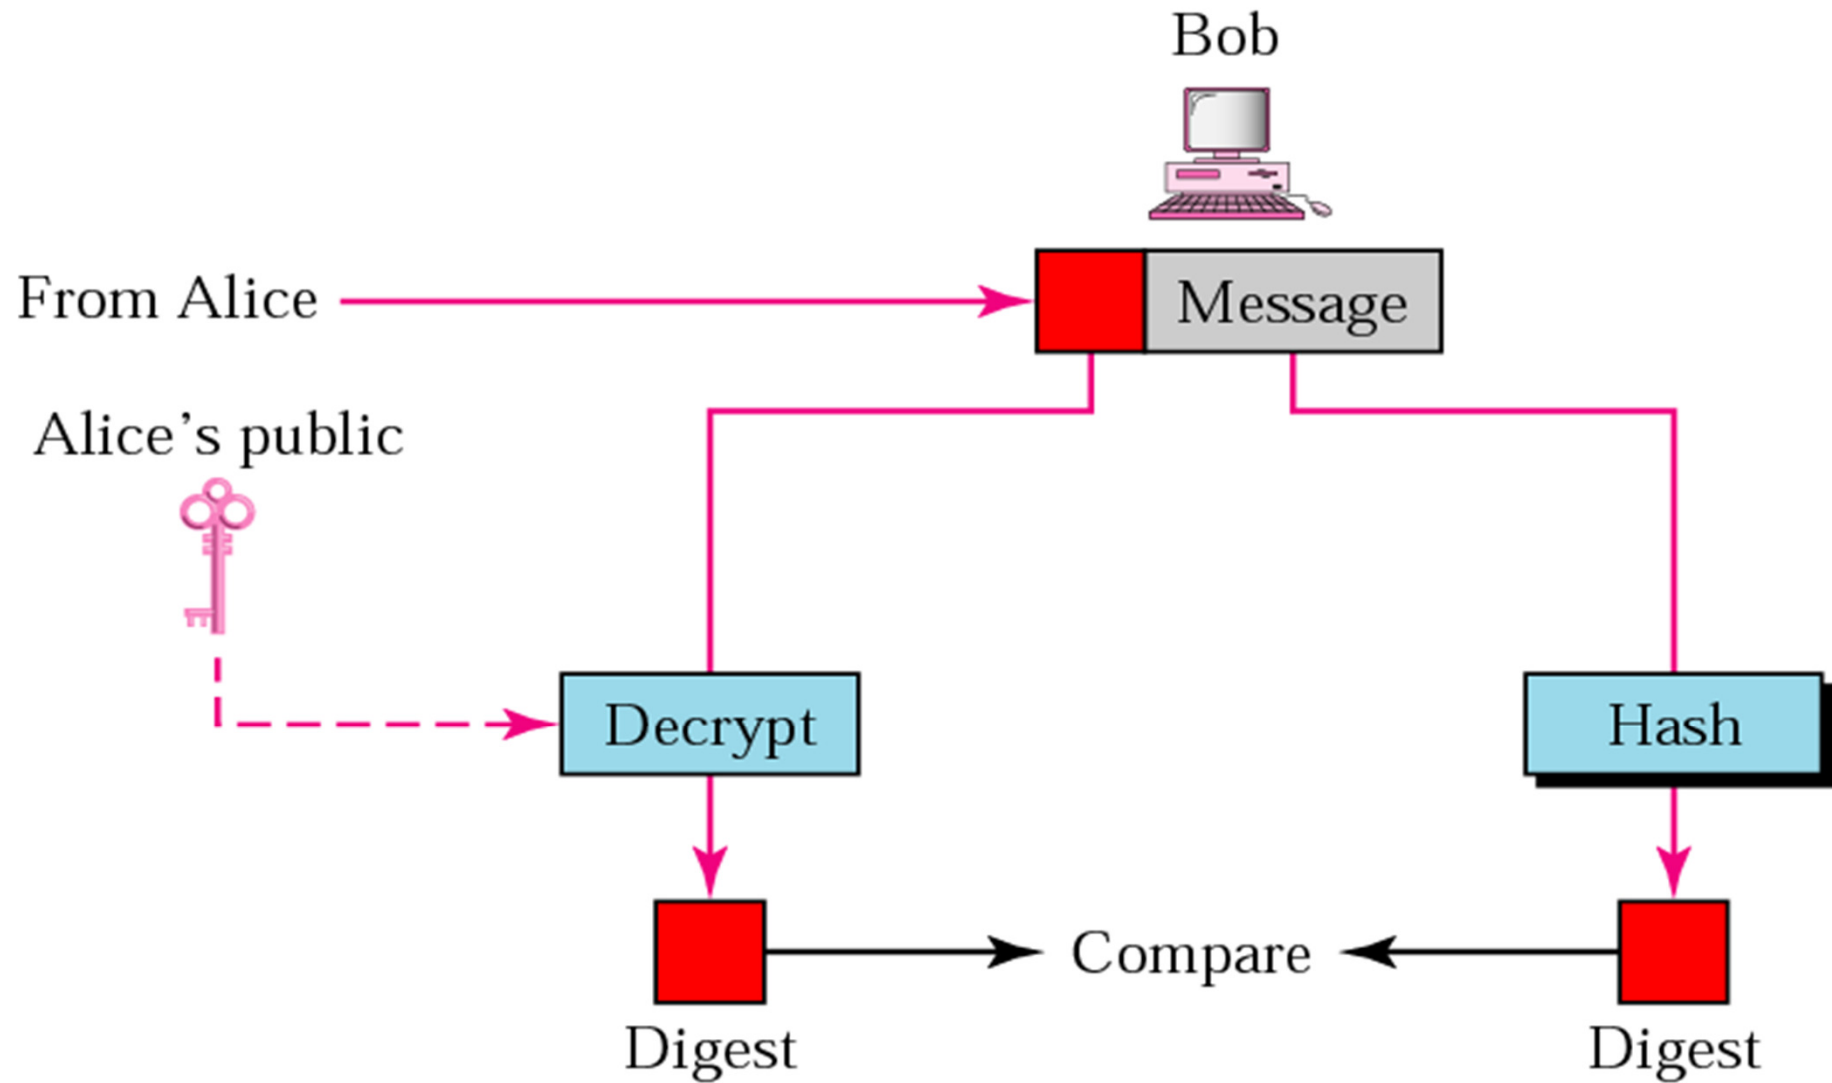 Bob
From Alice
Message
Alice’s public
Decrypt
Hash
Compare
Digest
Digest